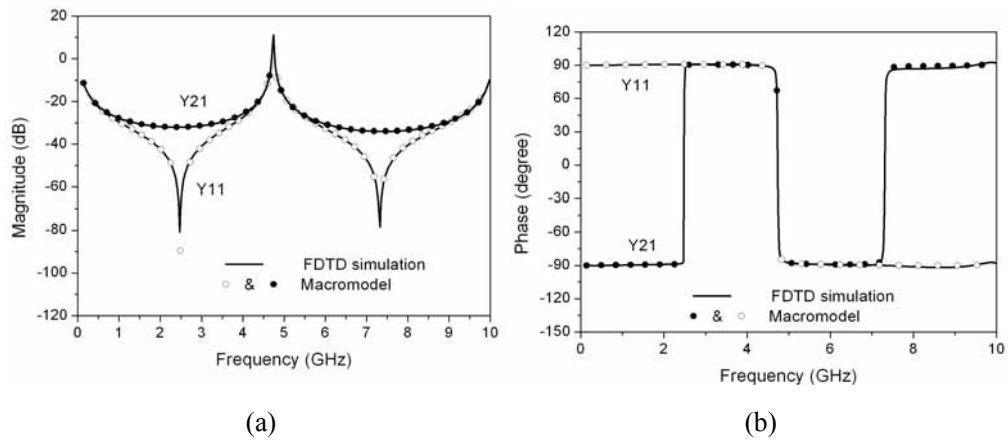 20
0
-20
-40
-60
-80
-100
-120
Magnitude (dB)
Y21
Y11
FDTD simulation
& Macromodel
0 1 2 3 4 5 6 7 8 9 10
Frequency (GHz)
(a)
120
90
60
30
0
-30
-60
-90
-120
-150
Phase (degree)
Y11
Y21
FDTD simulation
& Macromodel
0 2 4 6 8 10
Frequency (GHz)
(b)